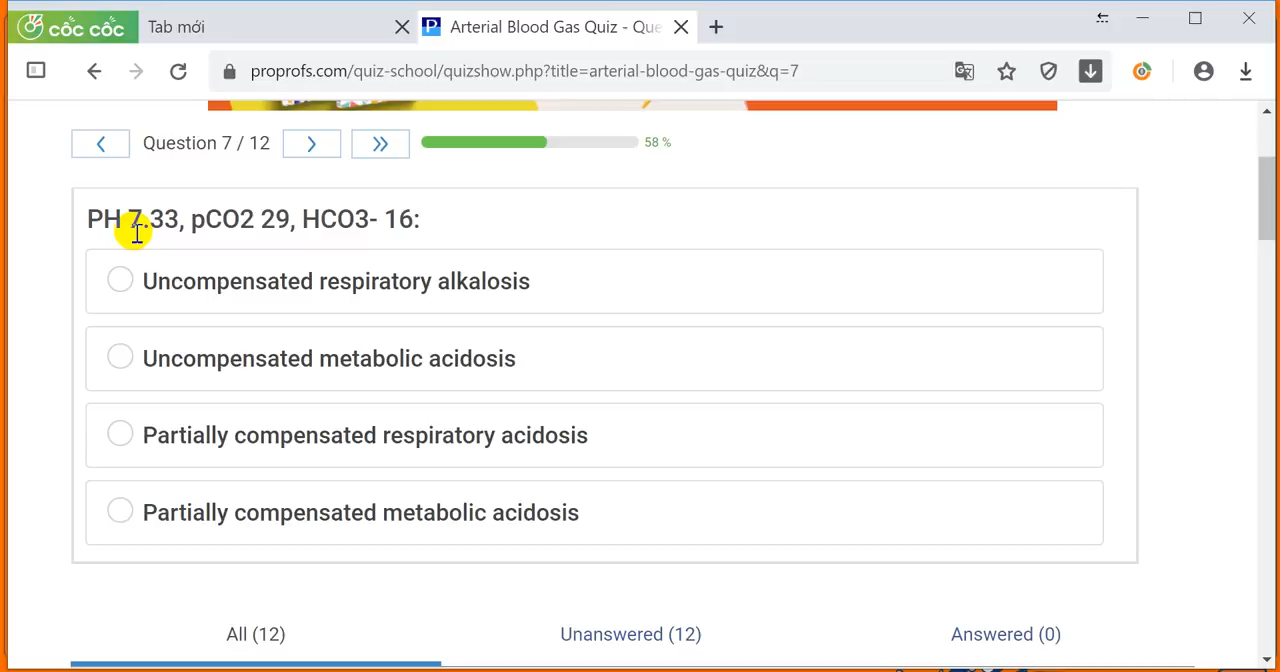 cốc cốc
Tab mới
Arterial Blood Gas Quiz - Que
proprofs.com/quiz-school/quizshow.php?title=arterial-blood-gas-quiz&q=7
Question 7 / 12
58 %
PH 7.33, pCO2 29, HCO3- 16:
Uncompensated respiratory alkalosis
Uncompensated metabolic acidosis
Partially compensated respiratory acidosis
Partially compensated metabolic acidosis
All (12)
Unanswered (12)
Answered (0)